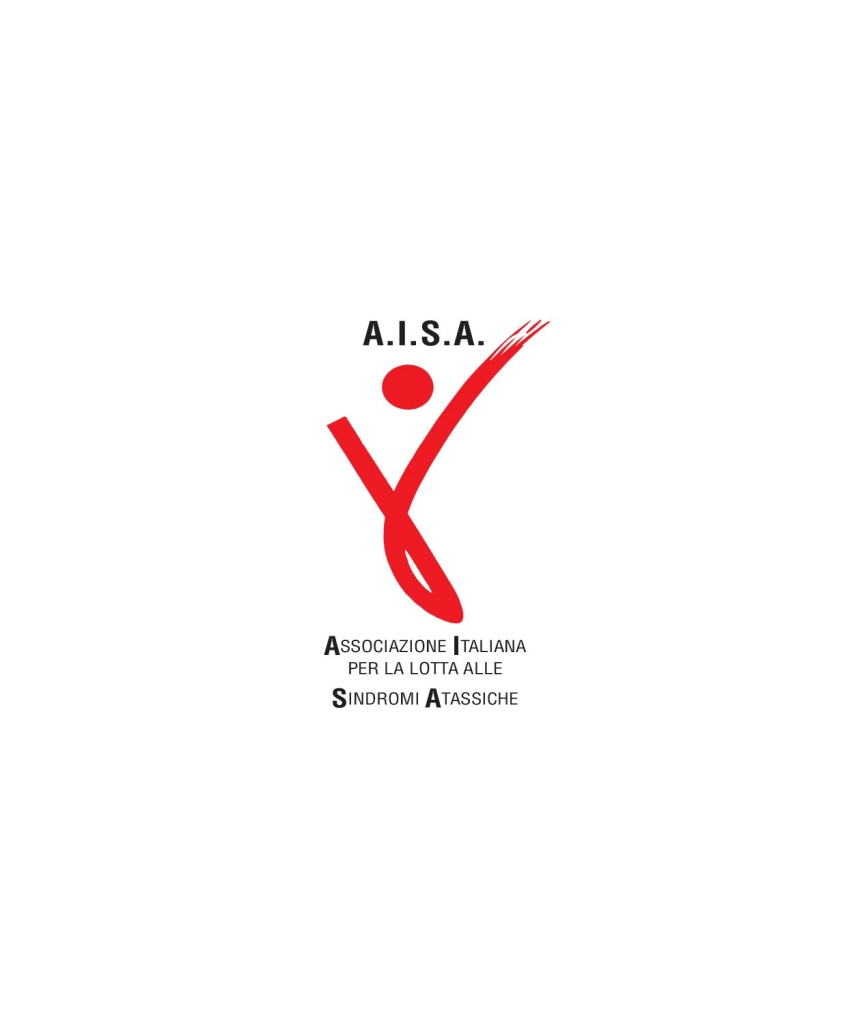 A.I.S.A.
ASSOCIAZIONE ITALIANA
PER LA LOTTA ALLE
SINDROMI ATASSICHE